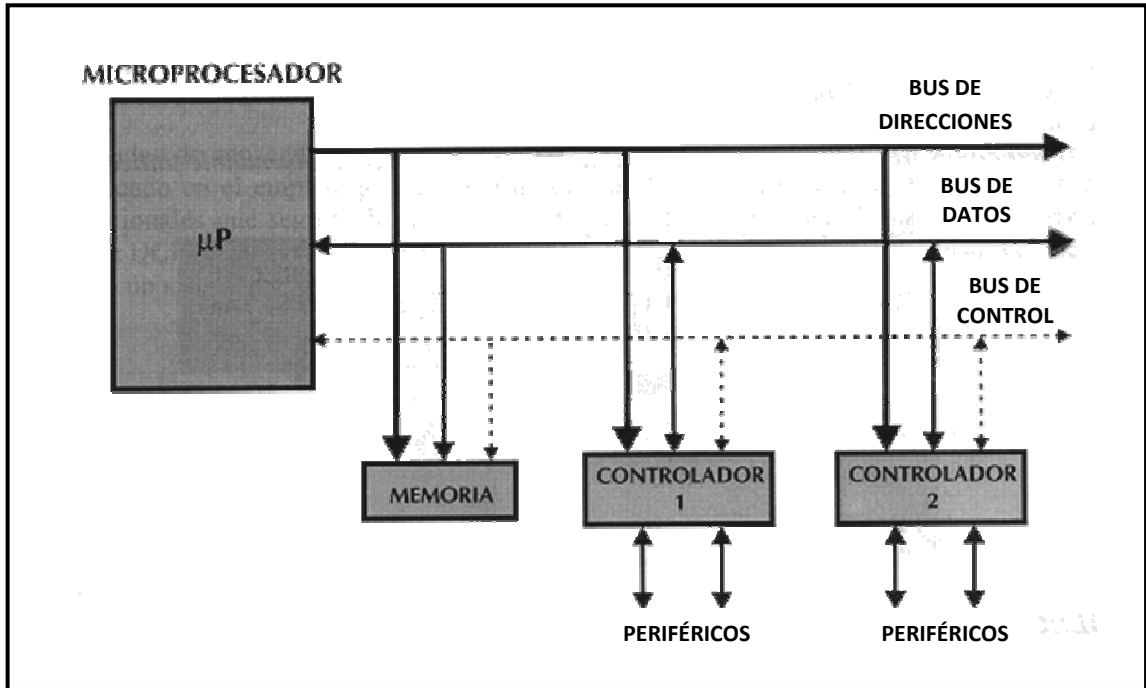 MICROPROCESADOR
µP
BUS DE
DIRECCIONES
BUS DE
DATOS
BUS DE
CONTROL
MEMORIA
CONTROLADOR
1
CONTROLADOR
2
PERIFÉRICOS
PERIFÉRICOS